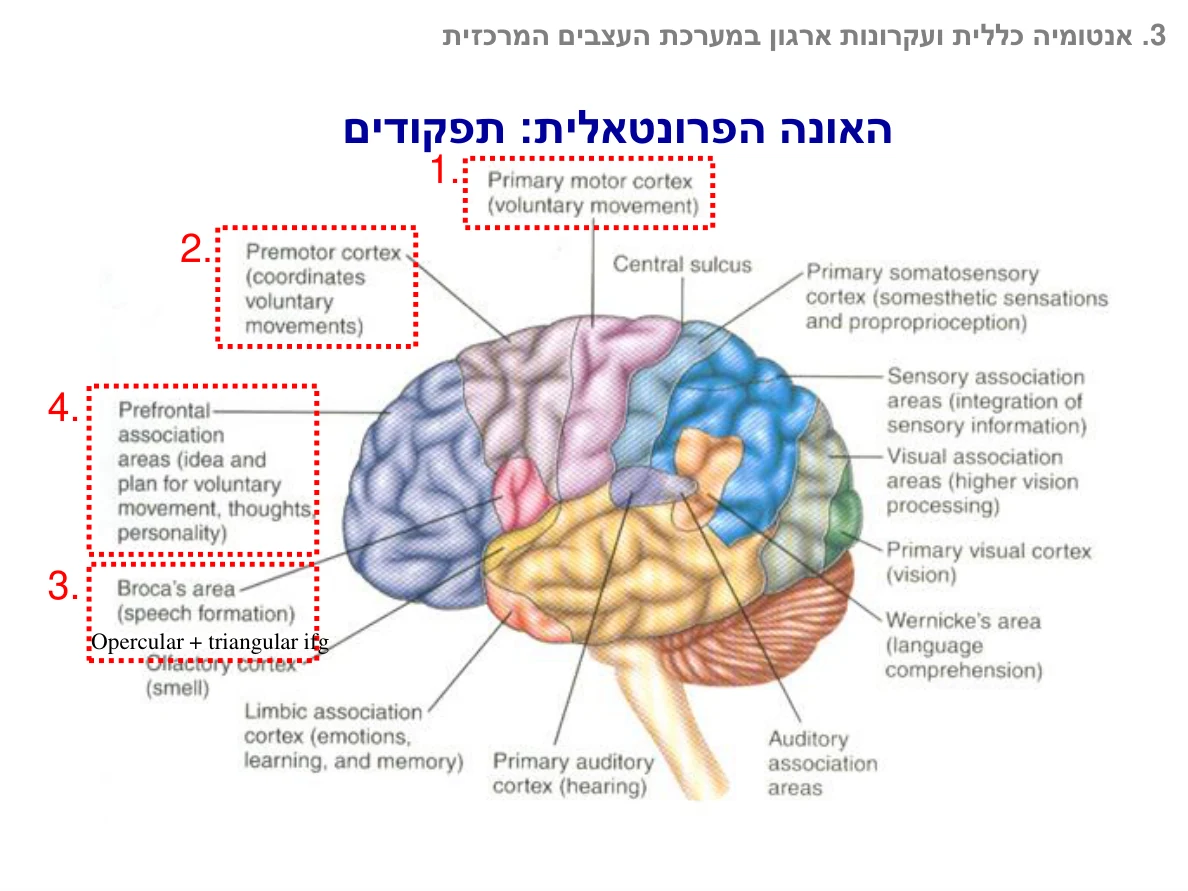 3. אנטומיה כללית ועקרונות ארגון במערכת העצבים המרכזית
האונה הפרונטאלית: תפקודים
1.
Primary motor cortex
(voluntary movement)
2.
Premotor cortex
(coordinates
voluntary
movements)
Central sulcus
Primary somatosensory
cortex (somesthetic sensations
and proproprioception)
Sensory association
areas (integration of
sensory information)
4.
Prefrontal
association
areas (idea and
plan for voluntary
movement, thoughts,
personality)
Visual association
areas (higher vision
processing)
Primary visual cortex
(vision)
3.
Broca's area
(speech formation)
Opercular + triangular ifg
Olfactory cortex
(smell)
Wernicke's area
(language
comprehension)
Limbic association
cortex (emotions,
learning, and memory)
Primary auditory
cortex (hearing)
Auditory
association
areas